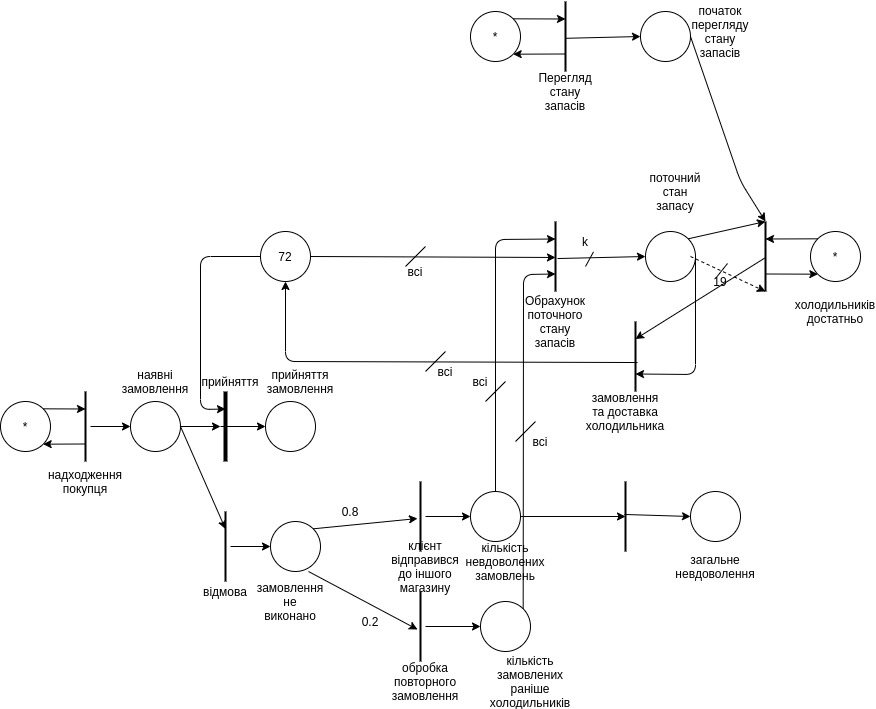 *
Перегляд
стану
запасів
початок
перегляду
стану
запасів
поточний
стан
запасу
72
всі
k
Обрахунок
поточного
стану
запасів
19
*
холодильників
достатньо
всі
всі
замовлення
та доставка
холодильника
*
надходження
покупця
наявні
замовлення
прийняття
прийняття
замовлення
всі
відмова
замовлення
не
виконано
0.8
0.2
клієнт
відправився
до іншого
магазину
кількість
невдоволених
замовлень
загальне
невдоволення
обробка
повторного
замовлення
кількість
замовлених
раніше
холодильників